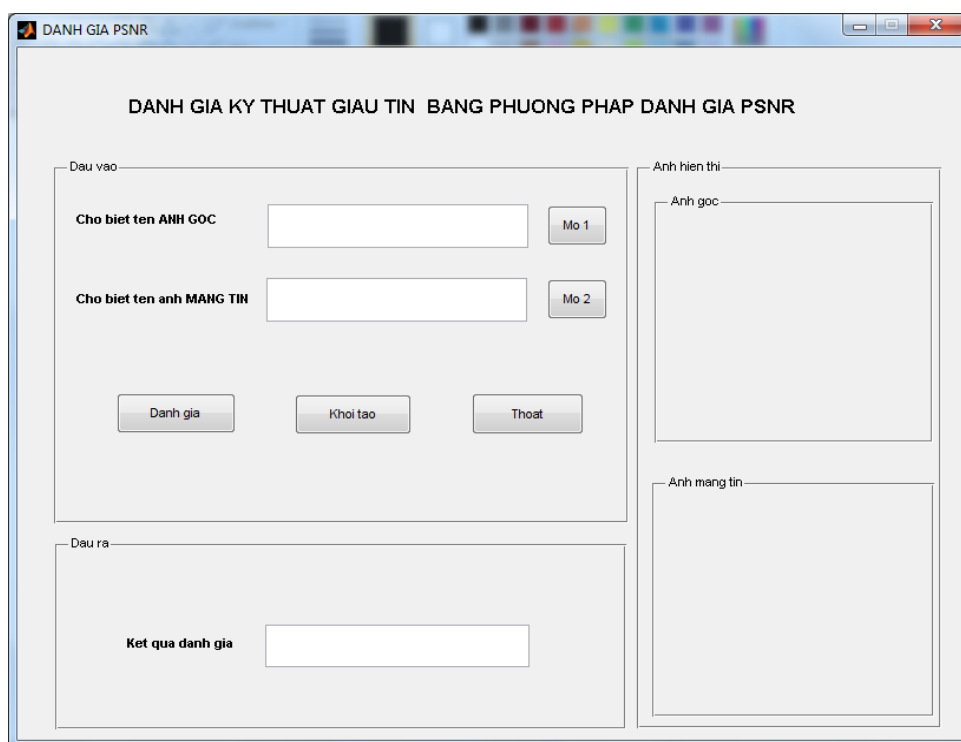 DANH GIA PSNR
DANH GIA KY THUAT GIAU TIN BANG PHUONG PHAP DANH GIA PSNR
Dau vao
Cho biet ten ANH GOC
Mo 1
Cho biet ten anh MANG TIN
Mo 2
Danh gia
Khoi tao
Thoat
Dau ra
Ket qua danh gia
Anh hien thi
Anh goc
Anh mang tin